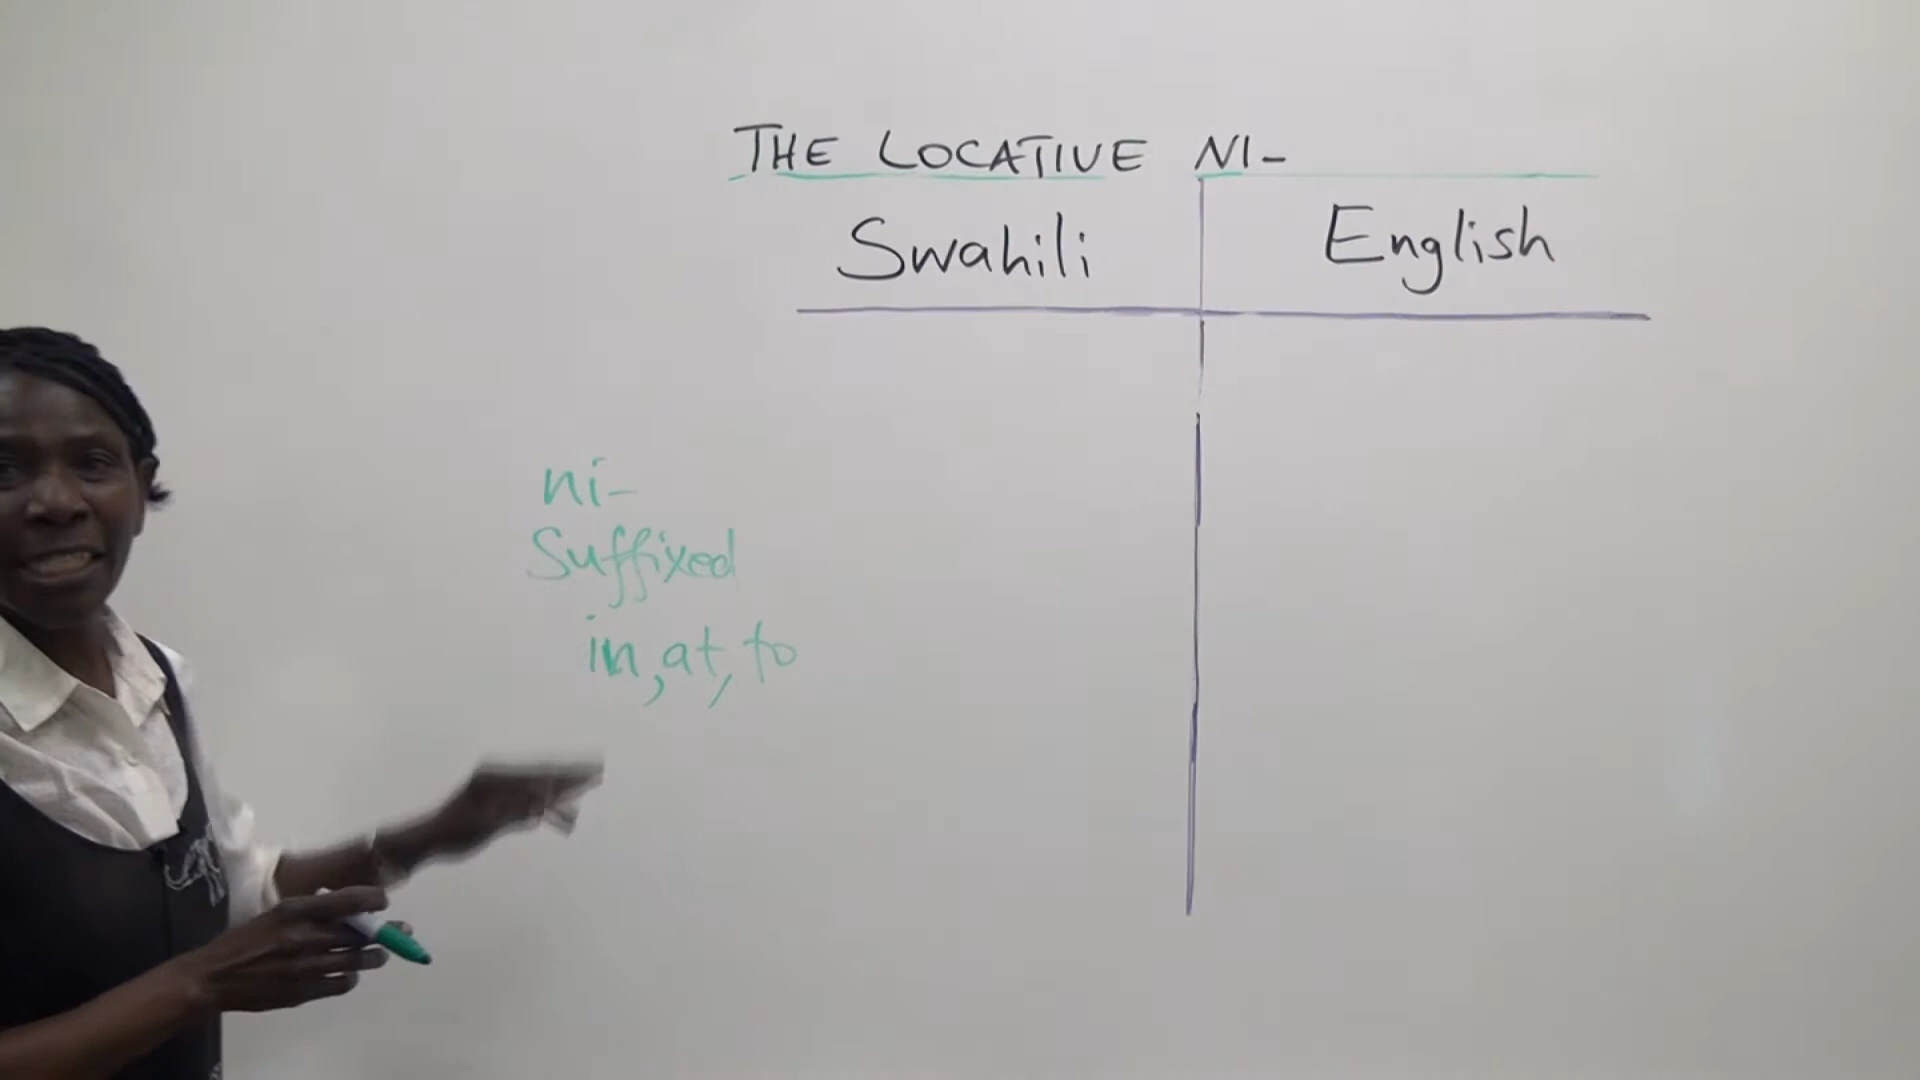 THE LOCATIVE NI-
Swahili English
ni-
Suffixed
in, at, to